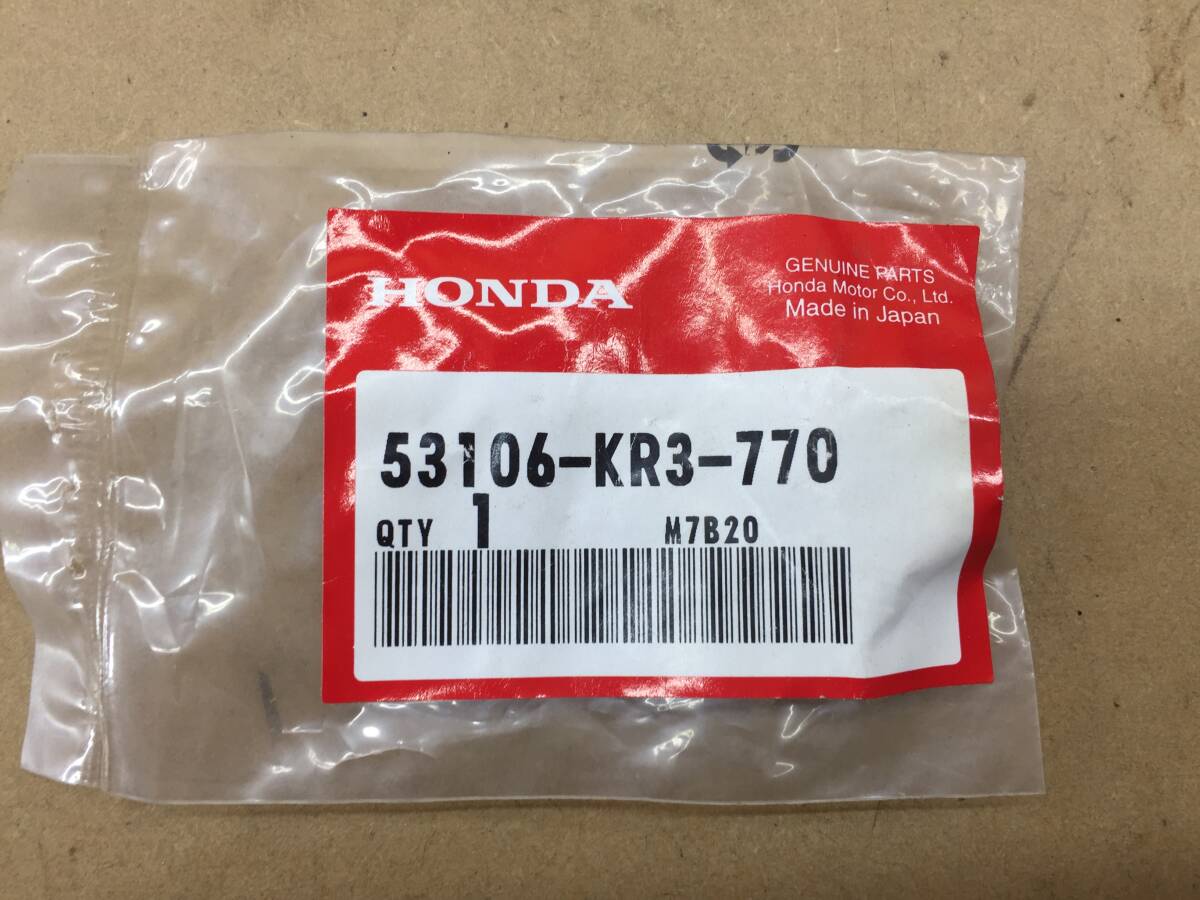 HONDA
GENUINE PARTS
Honda Motor Co., Ltd.
Made in Japan
53106-KR3-770
QTY 1 M7B20